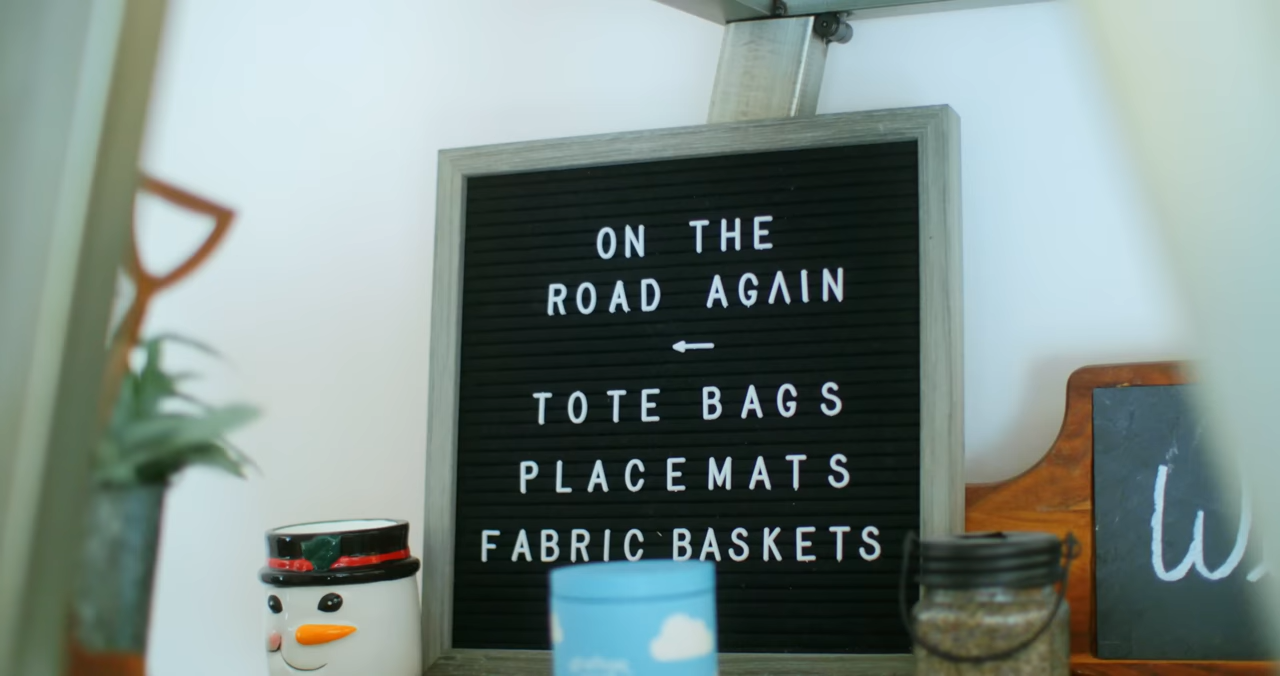 ON THE
ROAD AGAIN
←
TOTE BAGS
PLACEMATS
FABRIC BASKETS